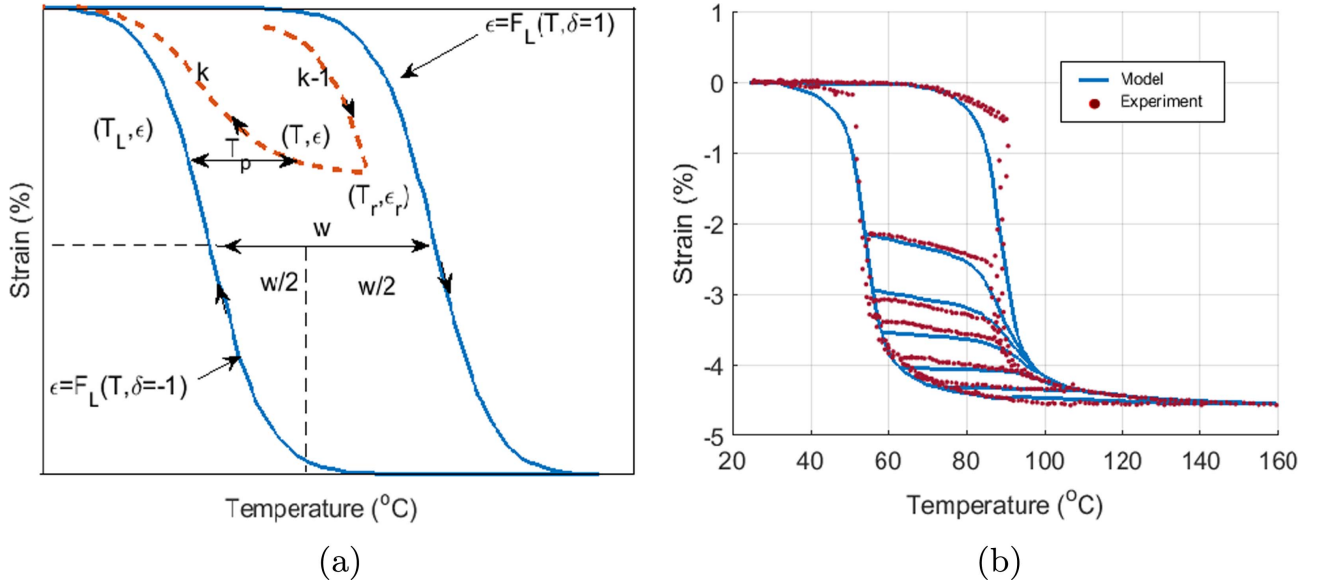 ϵ=F_L(T,δ=1)
k
k-1
(T_L,ϵ)
(T,ϵ)
T_p
(T_r,ϵ_r)
w
w/2
w/2
ϵ=F_L(T,δ=-1)
Strain (%)
Temperature (°C)
(a)
Model
Experiment
0
-1
-2
-3
-4
-5
20
40
60
80
100
120
140
160
Strain (%)
Temperature (°C)
(b)